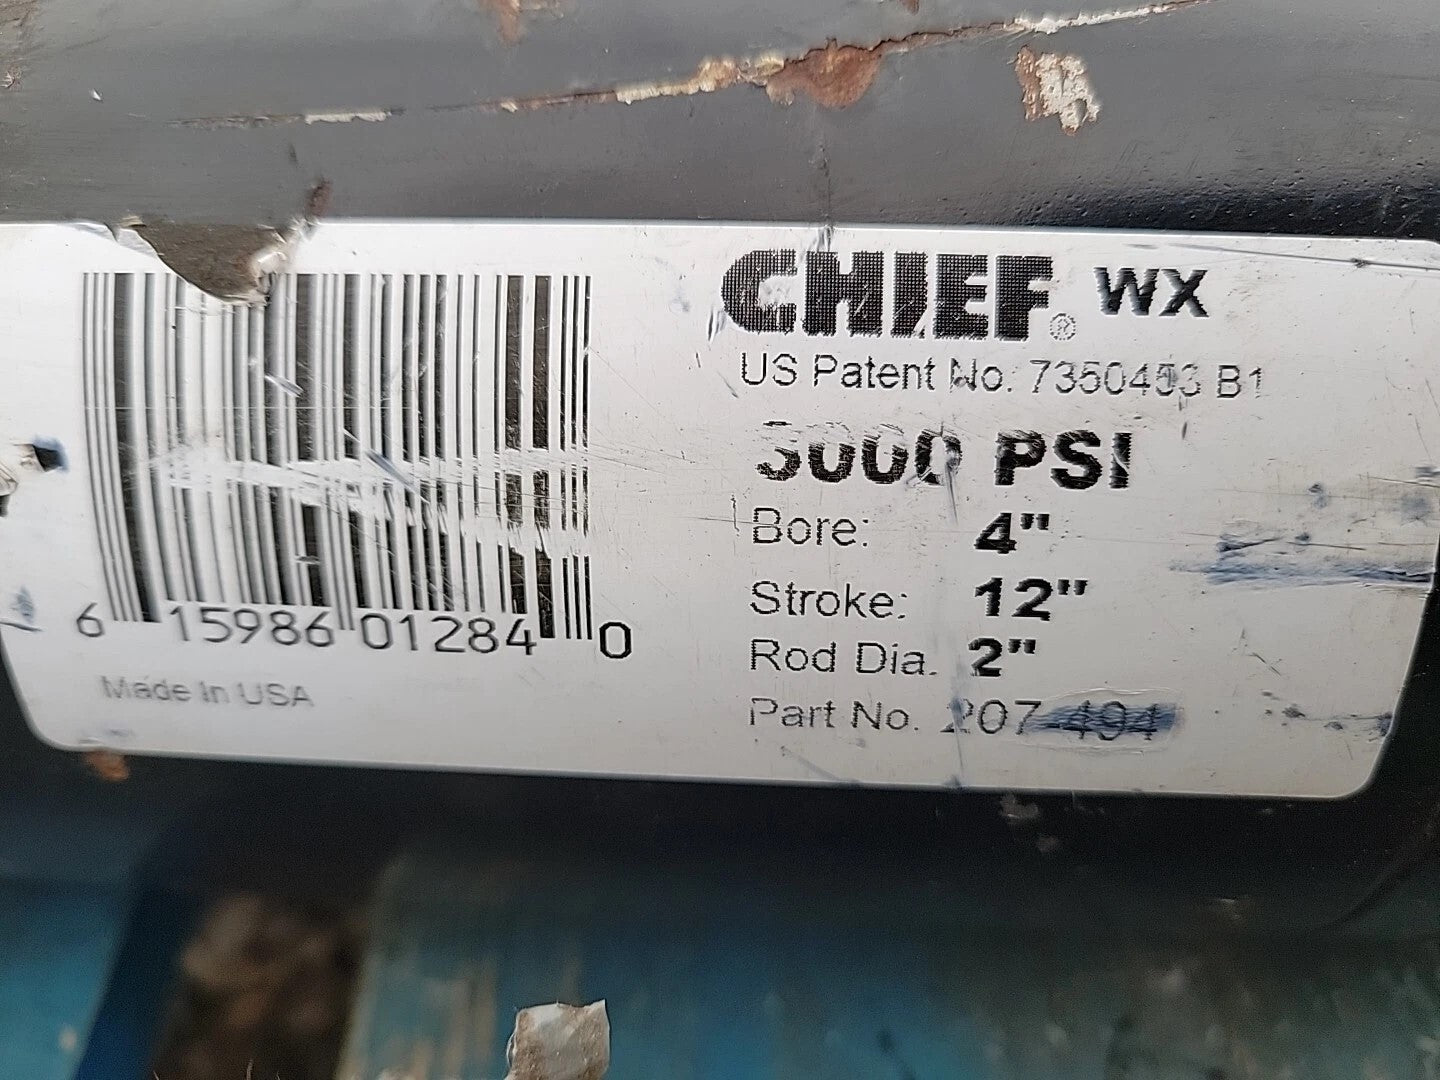 CHIEF® WX
US Patent No. 7350453 B1
3000 PSI
Bore: 4"
Stroke: 12"
Rod Dia. 2"
Part No. 207-494
6 15986 01284 0
Made In USA